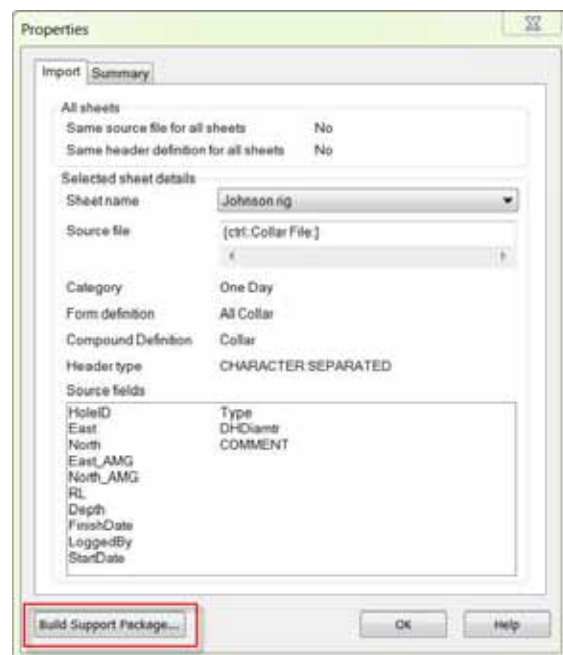 Properties
Import Summary
All sheets
Same source file for all sheets No
Same header definition for all sheets No
Selected sheet details
Sheet name Johnson rig
Source file {ctrl::Collar File:}
Category One Day
Form definition All Collar
Compound Definition Collar
Header type CHARACTER SEPARATED
Source fields
HoleID Type
East DHDiamtr
North COMMENT
East_AMG
North_AMG
RL
Depth
FinishDate
LoggedBy
StartDate
Build Support Package... OK Help